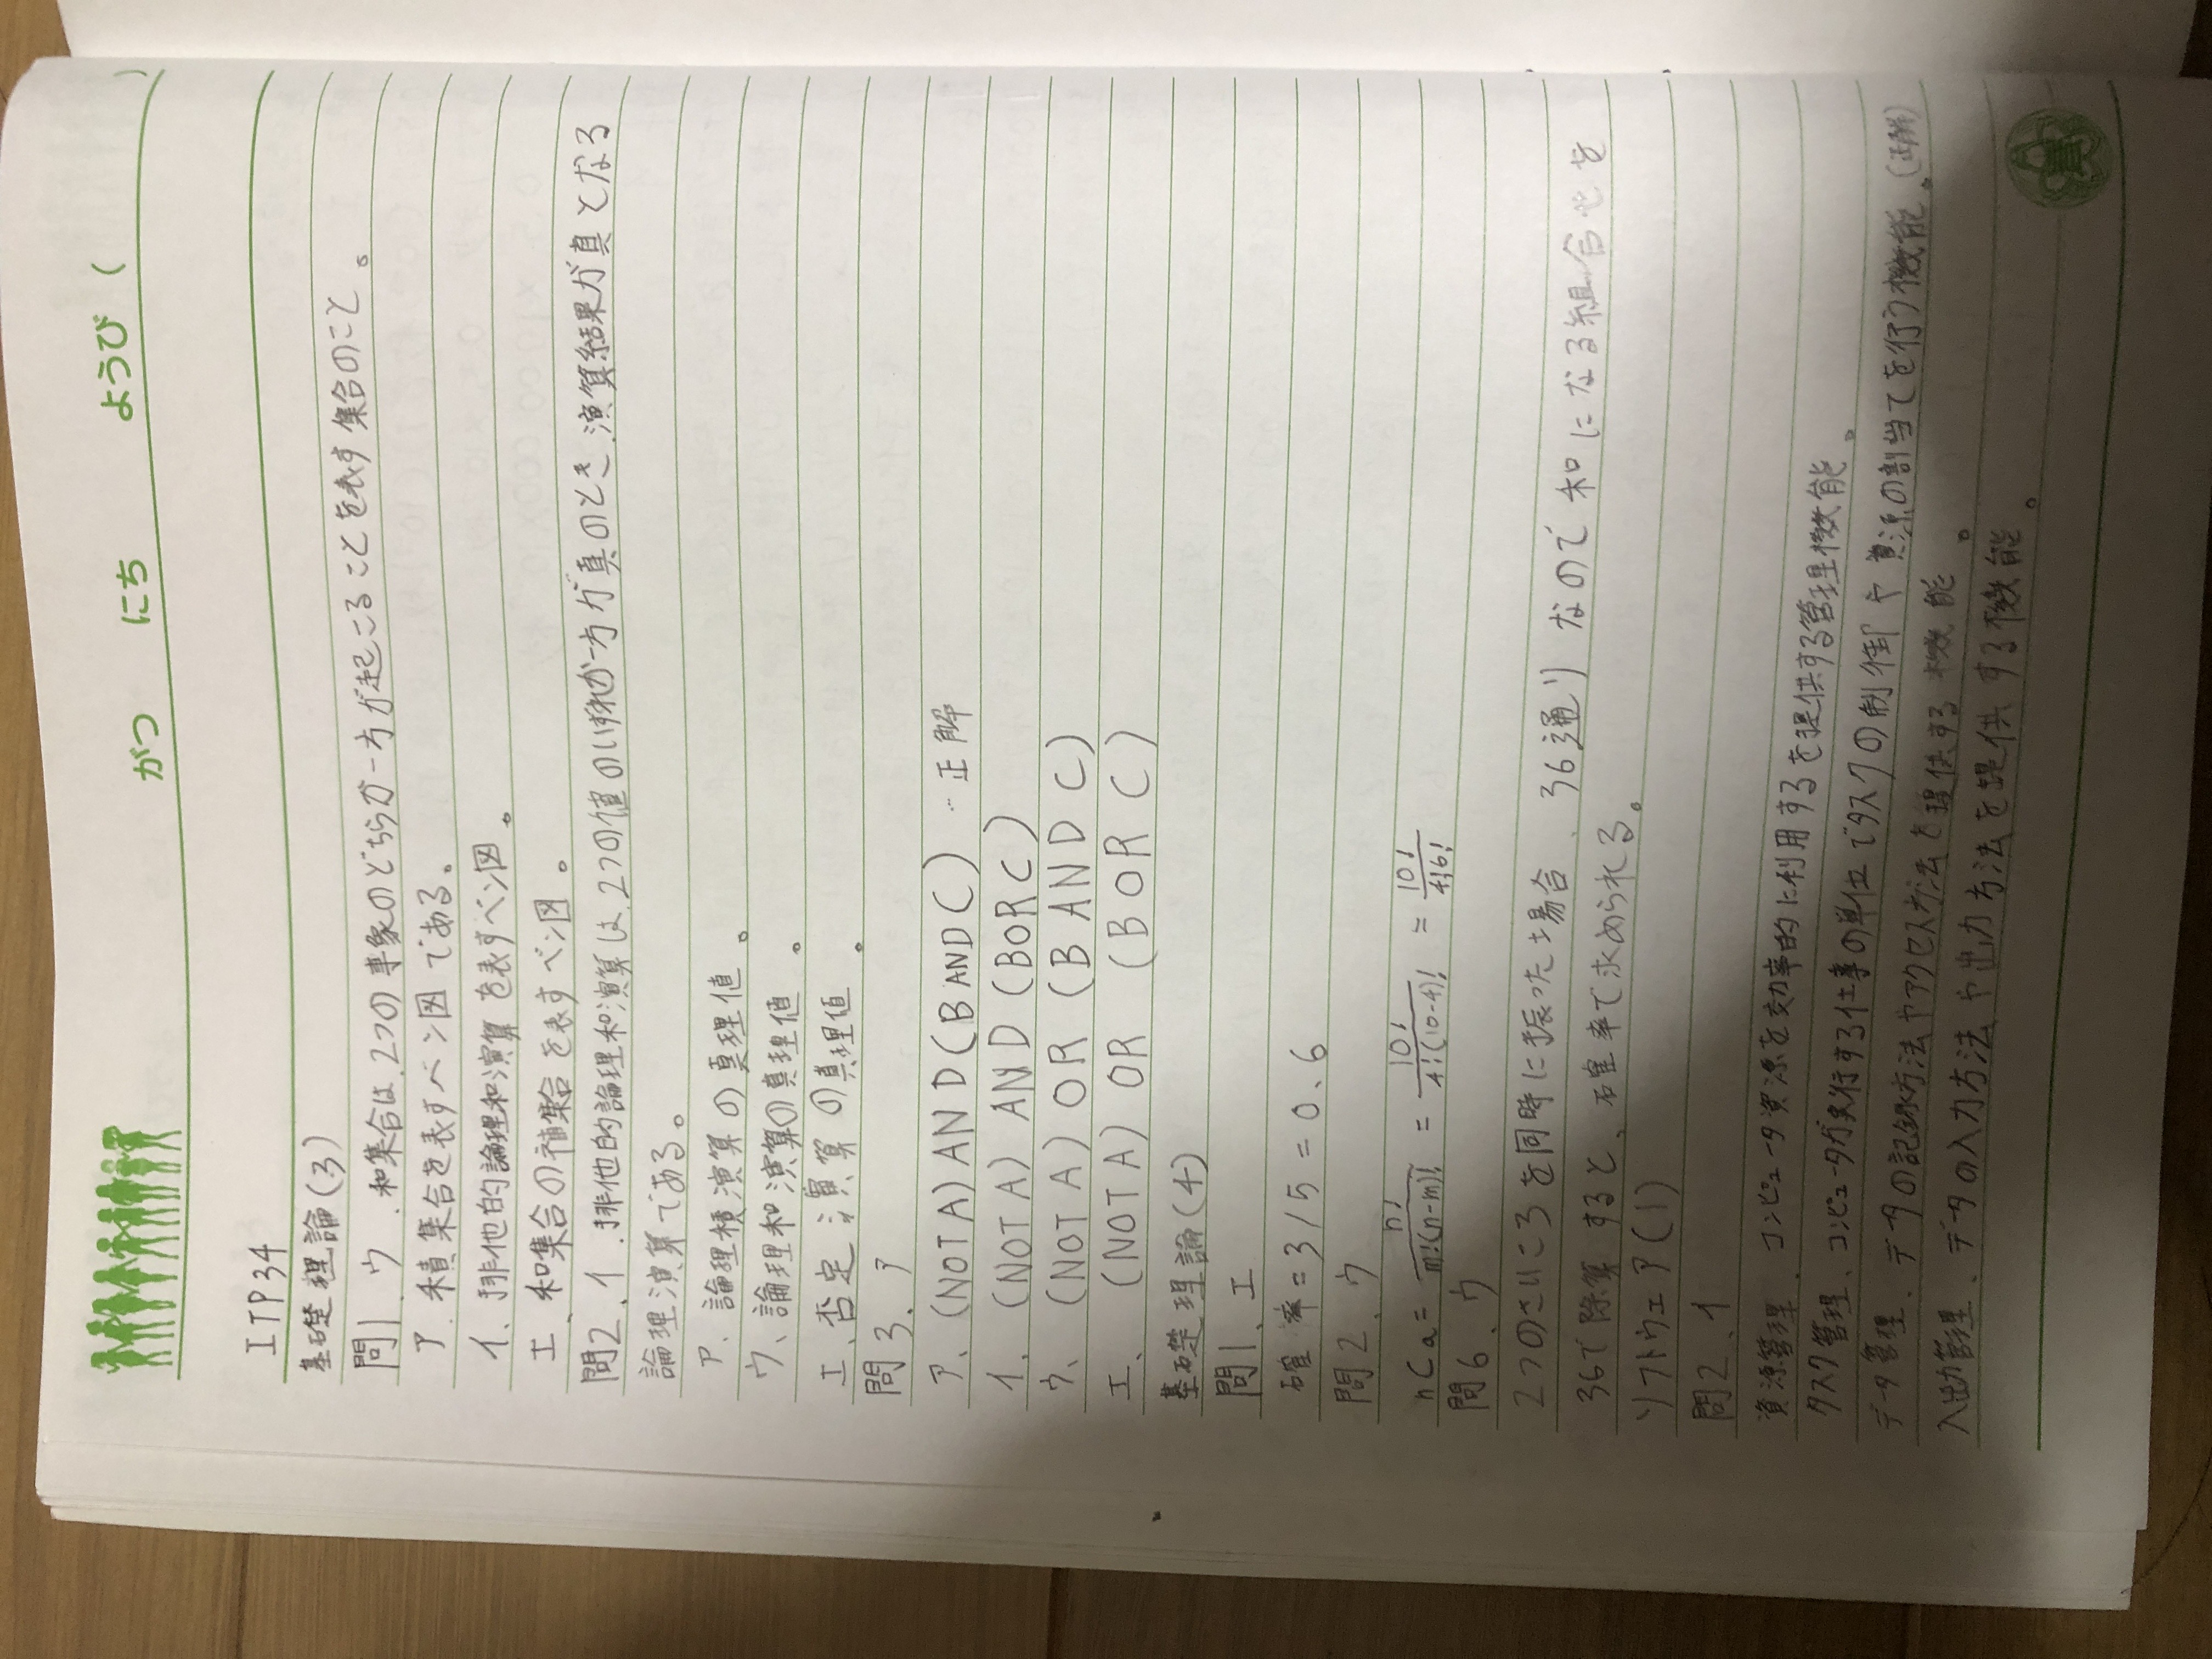 がつ にち ようび ( )
ITP34
基礎理論(3)
問1.ウ.和集合は、2つの事象のどちらか一方が起こることを表す集合のこと。
ア.積集合を表すベン図である。
イ、排他的論理和演算を表すベン図。
エ、和集合の補集合を表すベン図。
問2.イ.排他的論理和演算は、2つの値のいずれか一方が真のとき、演算結果が真となる
論理演算である。
ア.論理積演算の真理値。
ウ、論理和演算の真理値。
エ、否定演算の真理値。
問3.ア
ア、(NOT A) AND (B AND C) …正解
イ、(NOT A) AND (B OR C)
ウ、(NOT A) OR (B AND C)
エ、(NOT A) OR (B OR C)
基礎理論(4)
問1、エ
確率=3/5=0.6
問2、ウ
nCa = n!/m!(n-m)! = 10!/4!(10-4)! = 10!/4!6!
問6、ウ
2つのさいころを同時に振った場合、36通りなので和になる組合せを
36で除算すると、確率で求められる。
ソフトウェア(1)
問2、イ
資源管理、コンピュータ資源を効率的に利用するを提供する管理機能。
タスク管理、コンピュータが実行する仕事の単位でタスクの制御や資源の割当てを行う機能。(正解)
データ管理、データの記録方法やアクセス方法を提供する機能。
入出力管理、データの入力方法や出力方法を提供する機能。